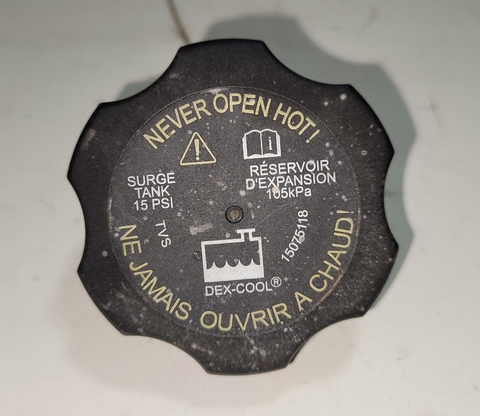 NEVER OPEN HOT!
SURGE
TANK
15 PSI
RÉSERVOIR
D'EXPANSION
105kPa
TVS
15075118
DEX-COOL®
NE JAMAIS OUVRIR A CHAUD!